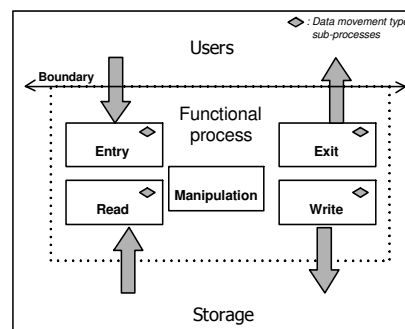 : Data movement type
sub-processes
Users
Boundary
Functional
process
Entry
Exit
Manipulation
Read
Write
Storage